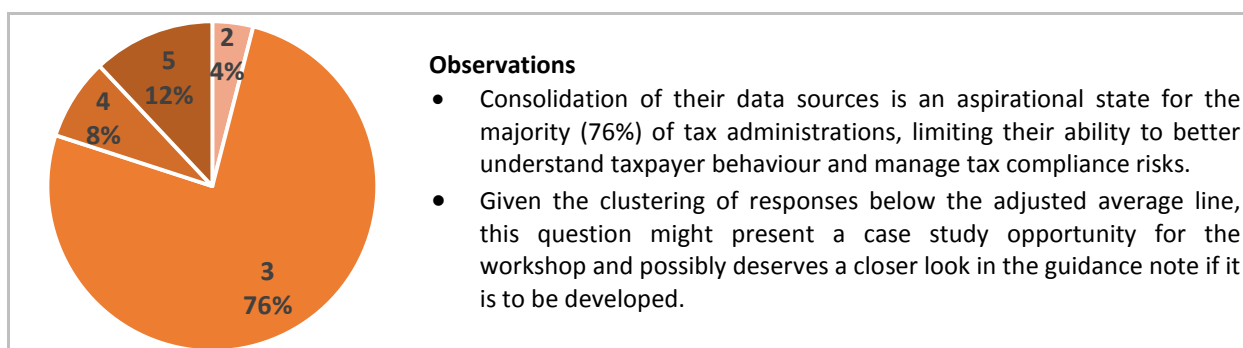 2
4%
5
12%
4
8%
3
76%
Observations
• Consolidation of their data sources is an aspirational state for the
majority (76%) of tax administrations, limiting their ability to better
understand taxpayer behaviour and manage tax compliance risks.
• Given the clustering of responses below the adjusted average line,
this question might present a case study opportunity for the
workshop and possibly deserves a closer look in the guidance note if it
is to be developed.